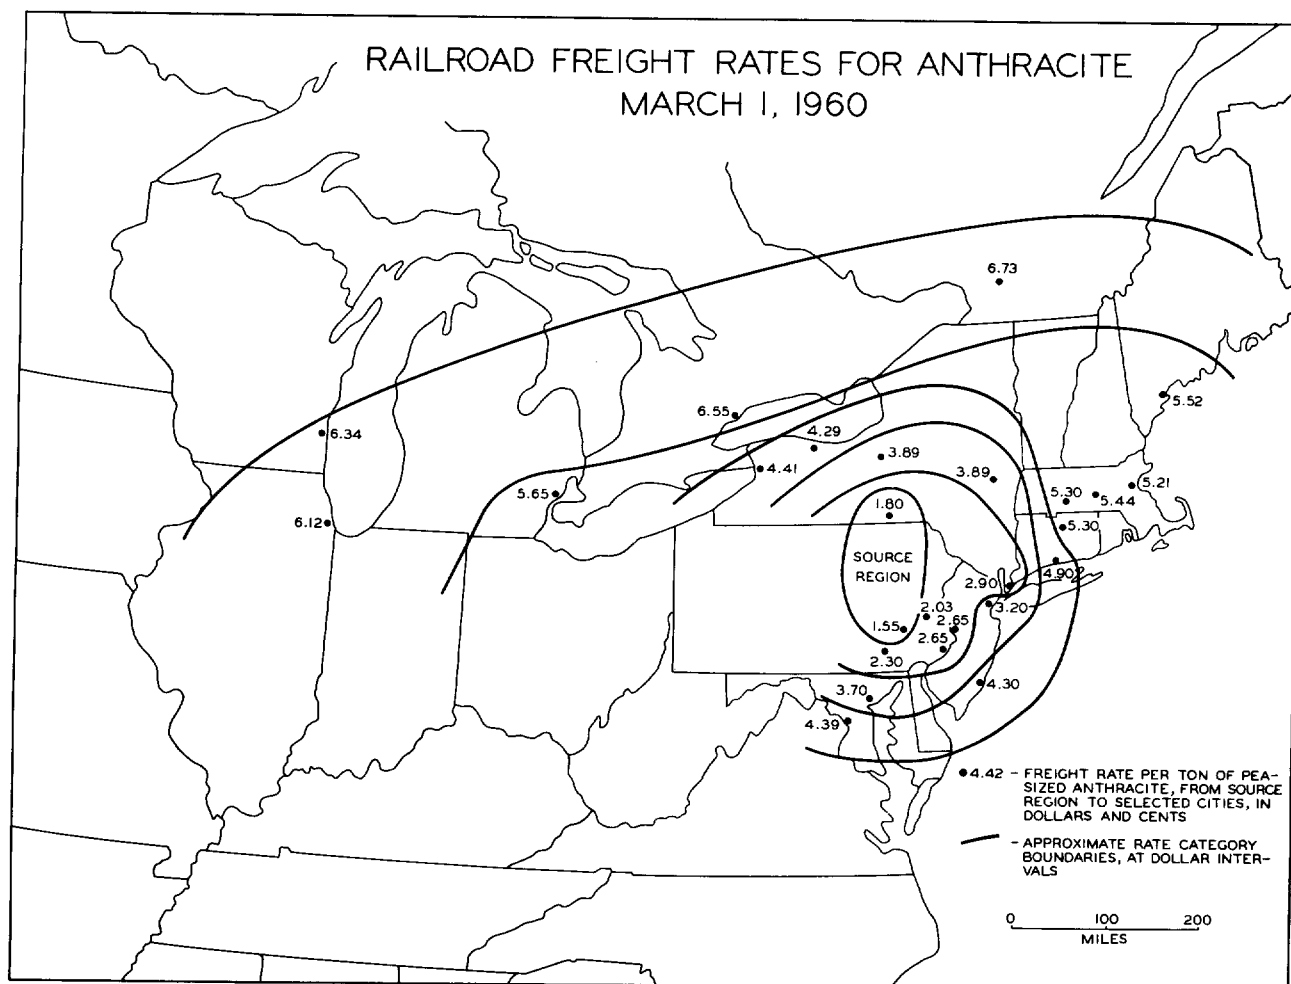 RAILROAD FREIGHT RATES FOR ANTHRACITE
MARCH 1, 1960
6.73
5.52
6.55
6.34
4.29
4.41
3.89
3.89
5.65
5.30
5.44
5.21
6.12
1.80
5.30
SOURCE
REGION
4.90
2.90
3.20
2.03
1.55
2.65
2.65
2.30
3.70
4.30
4.39
4.42 - FREIGHT RATE PER TON OF PEA-
SIZED ANTHRACITE, FROM SOURCE
REGION TO SELECTED CITIES, IN
DOLLARS AND CENTS
- APPROXIMATE RATE CATEGORY
BOUNDARIES, AT DOLLAR INTER-
VALS
0 100 200
MILES